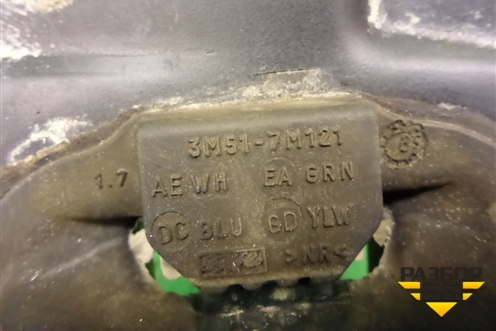 3M51-7M121
1.7 AE WH EA GRN
DC BLU GD YLW
>NR<
РАЗБОР